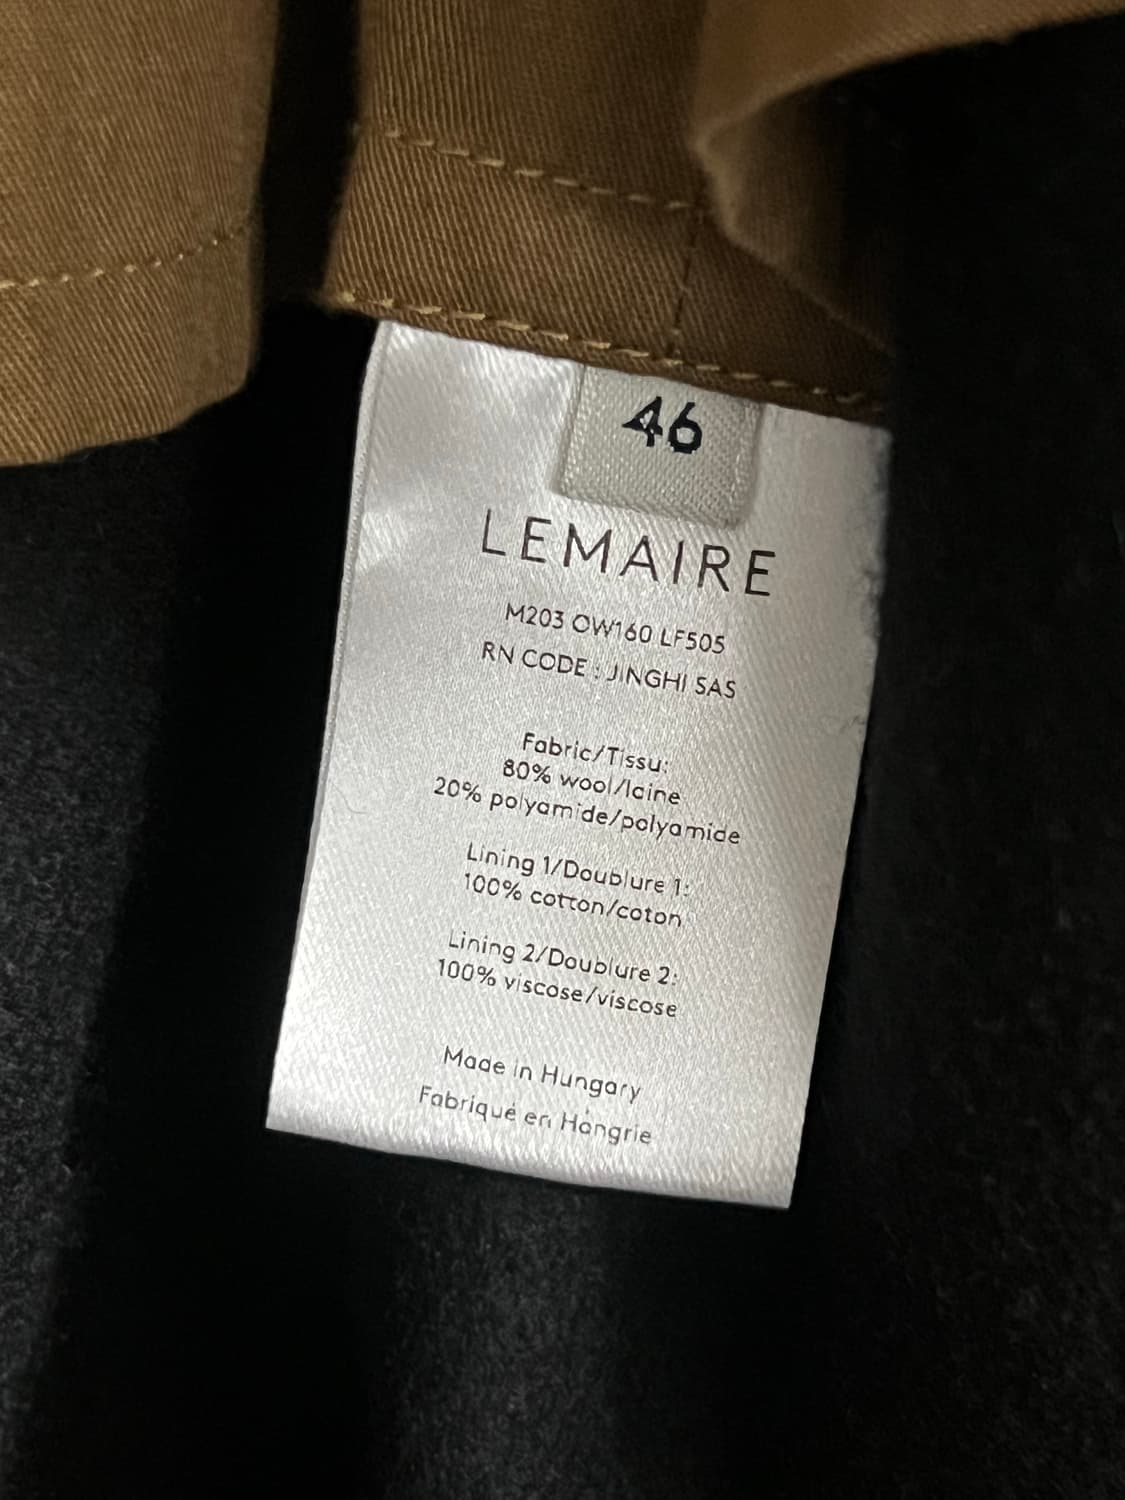 46
LEMAIRE
M203 OW160 LF505
RN CODE : JINGHI SAS
Fabric/Tissu:
80% wool/laine
20% polyamide/polyamide
Lining 1/Doublure 1:
100% cotton/coton
Lining 2/Doublure 2:
100% viscose/viscose
Made in Hungary
Fabriqué en Hongrie